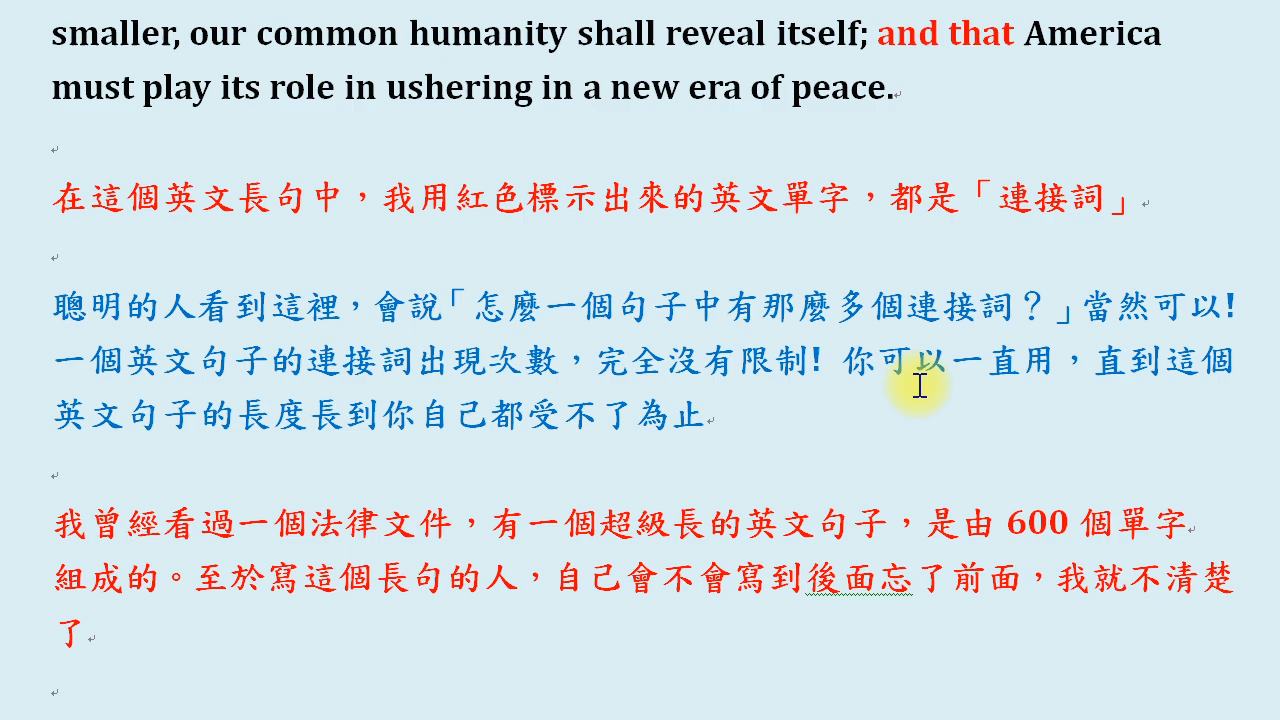 smaller, our common humanity shall reveal itself; and that America
must play its role in ushering in a new era of peace.
在這個英文長句中，我用紅色標示出來的英文單字，都是「連接詞」
聰明的人看到這裡，會說「怎麼一個句子中有那麼多個連接詞？」當然可以!
一個英文句子的連接詞出現次數，完全沒有限制! 你可以一直用，直到這個
英文句子的長度長到你自己都受不了為止
我曾經看過一個法律文件，有一個超級長的英文句子，是由 600 個單字
組成的。至於寫這個長句的人，自己會不會寫到後面忘了前面，我就不清楚
了